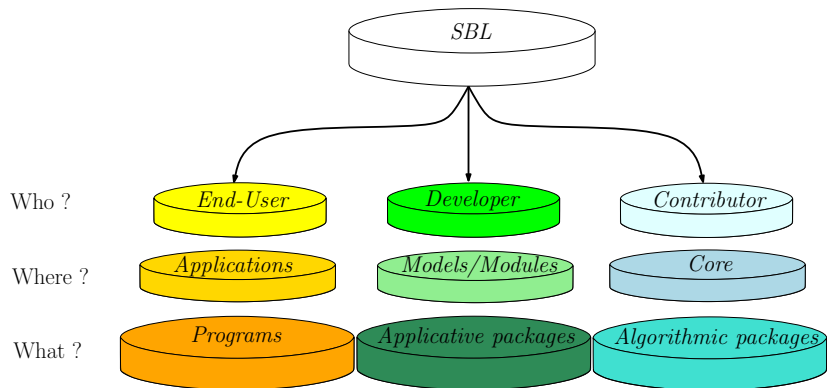 SBL
Who ? End-User Developer Contributor
Where ? Applications Models/Modules Core
What ? Programs Applicative packages Algorithmic packages